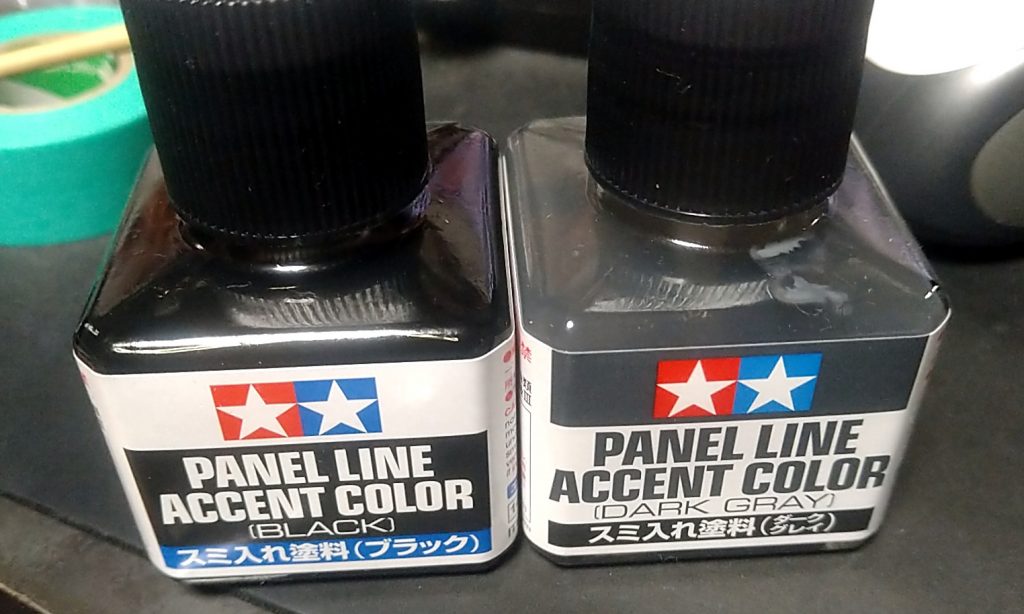 PANEL LINE
ACCENT COLOR
(BLACK)
スミ入れ塗料(ブラック)
PANEL LINE
ACCENT COLOR
(DARK GRAY)
スミ入れ塗料(ダークグレイ)